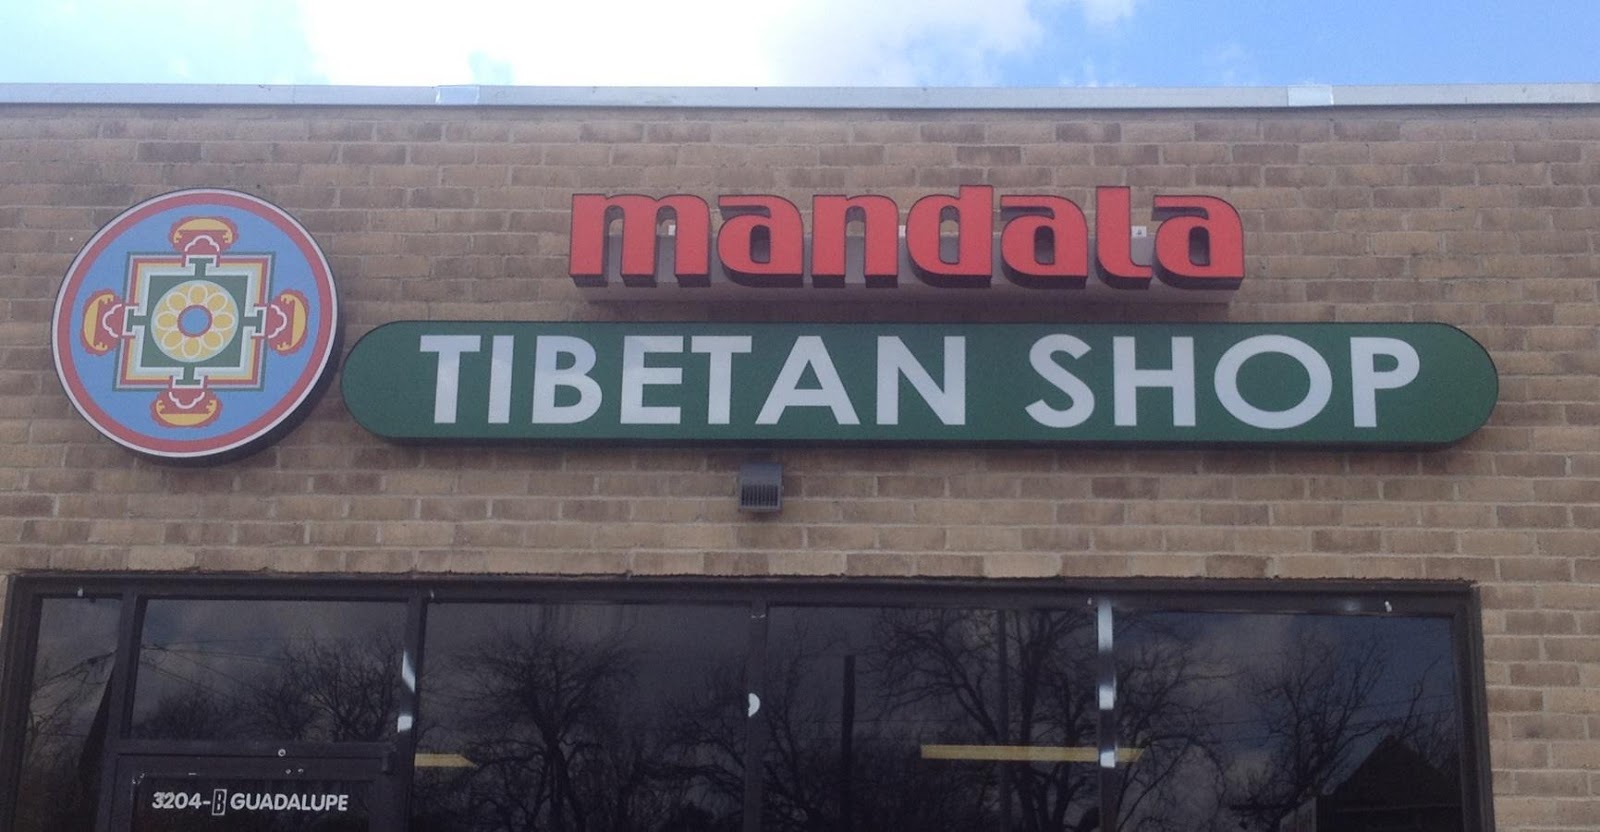 mandala
TIBETAN SHOP
3204-B GUADALUPE